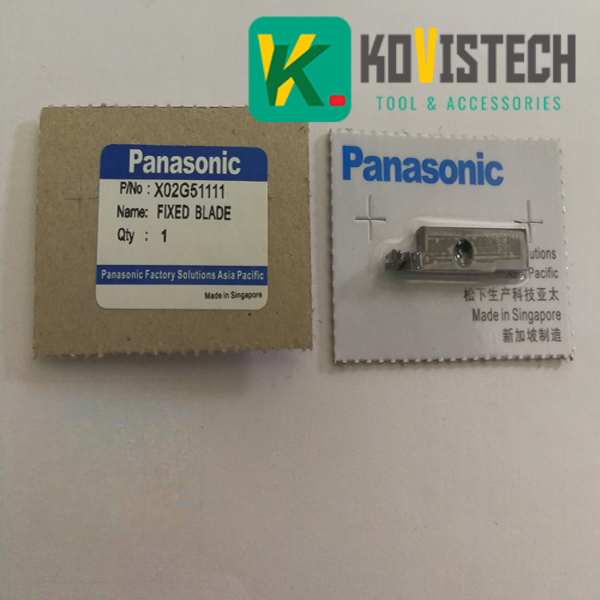 K.
KOVISTECH
TOOL & ACCESSORIES
Panasonic
P/No : X02G51111
Name: FIXED BLADE
Qty : 1
Panasonic Factory Solutions Asia Pacific
Made in Singapore
Panasonic
Asia Pacific
松下生产科技亚太
Made in Singapore
新加坡制造